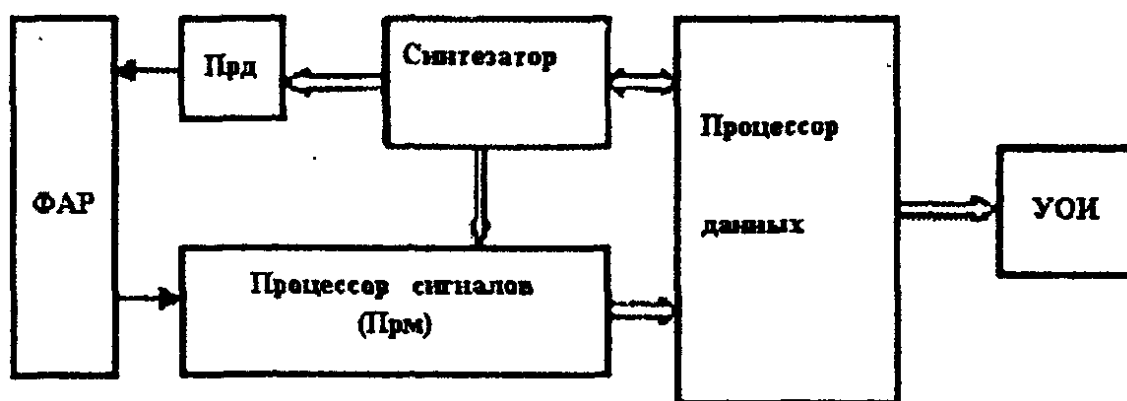 Прд
Синтезатор
Процессор
данных
ФАР
УОИ
Процессор сигналов
(Прм)